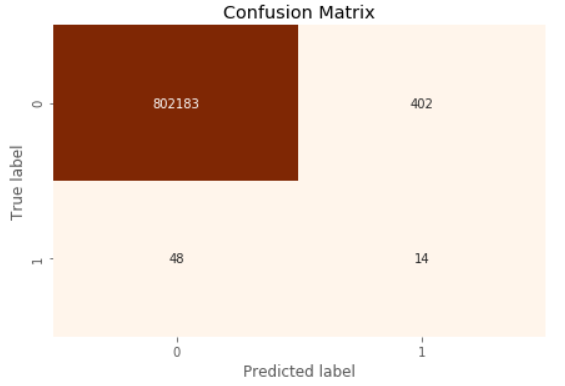 Confusion Matrix
True label
0
802183
402
1
48
14
0
1
Predicted label